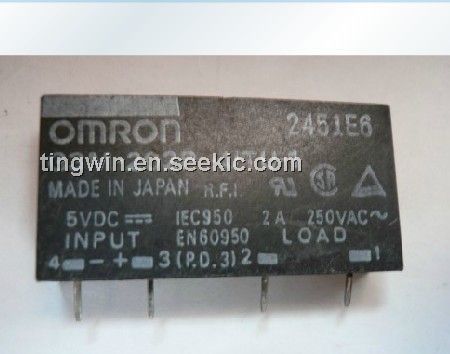 OMRON 2451E6
tingwin.seekic.com
MADE IN JAPAN R.F.I.
5VDC ⎓ IEC950 2A 250VAC~
INPUT EN60950 LOAD
4 - + 3 (P.D.3) 2 1